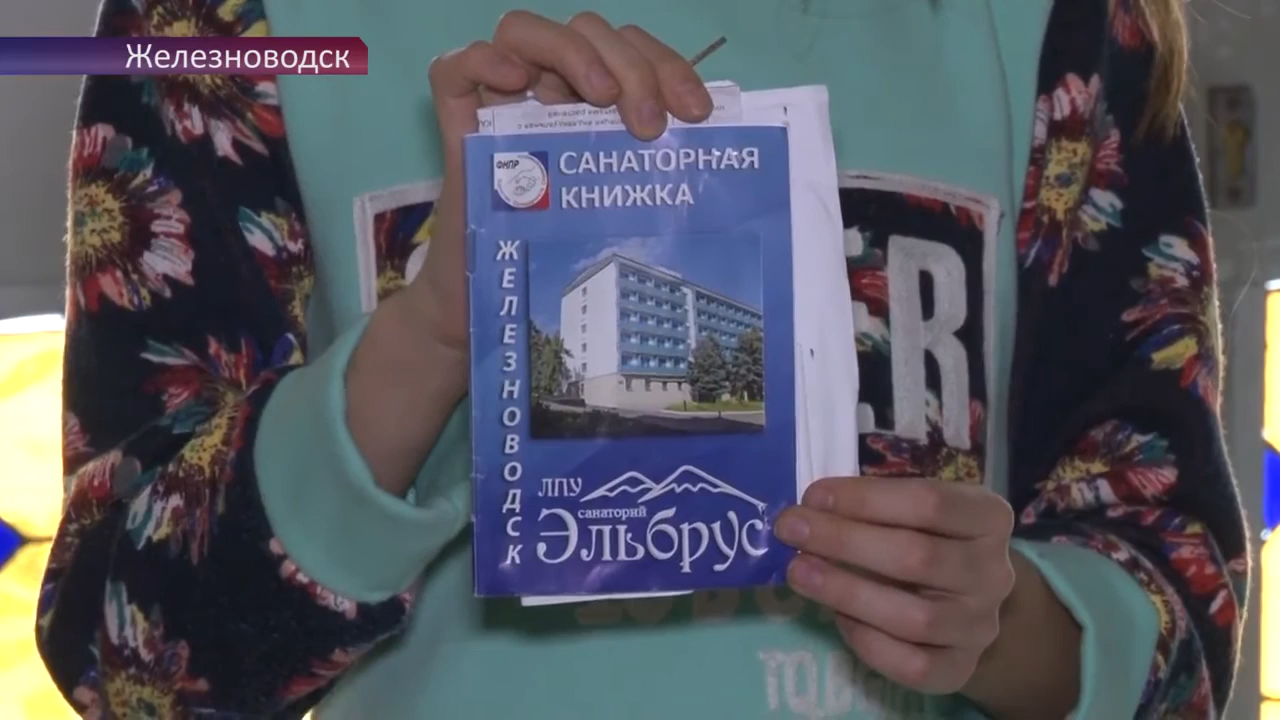 Железноводск
ФНПР
САНАТОРНАЯ
КНИЖКА
ЖЕЛЕЗНОВОДСК
ЛПУ
санаторий
Эльбрус